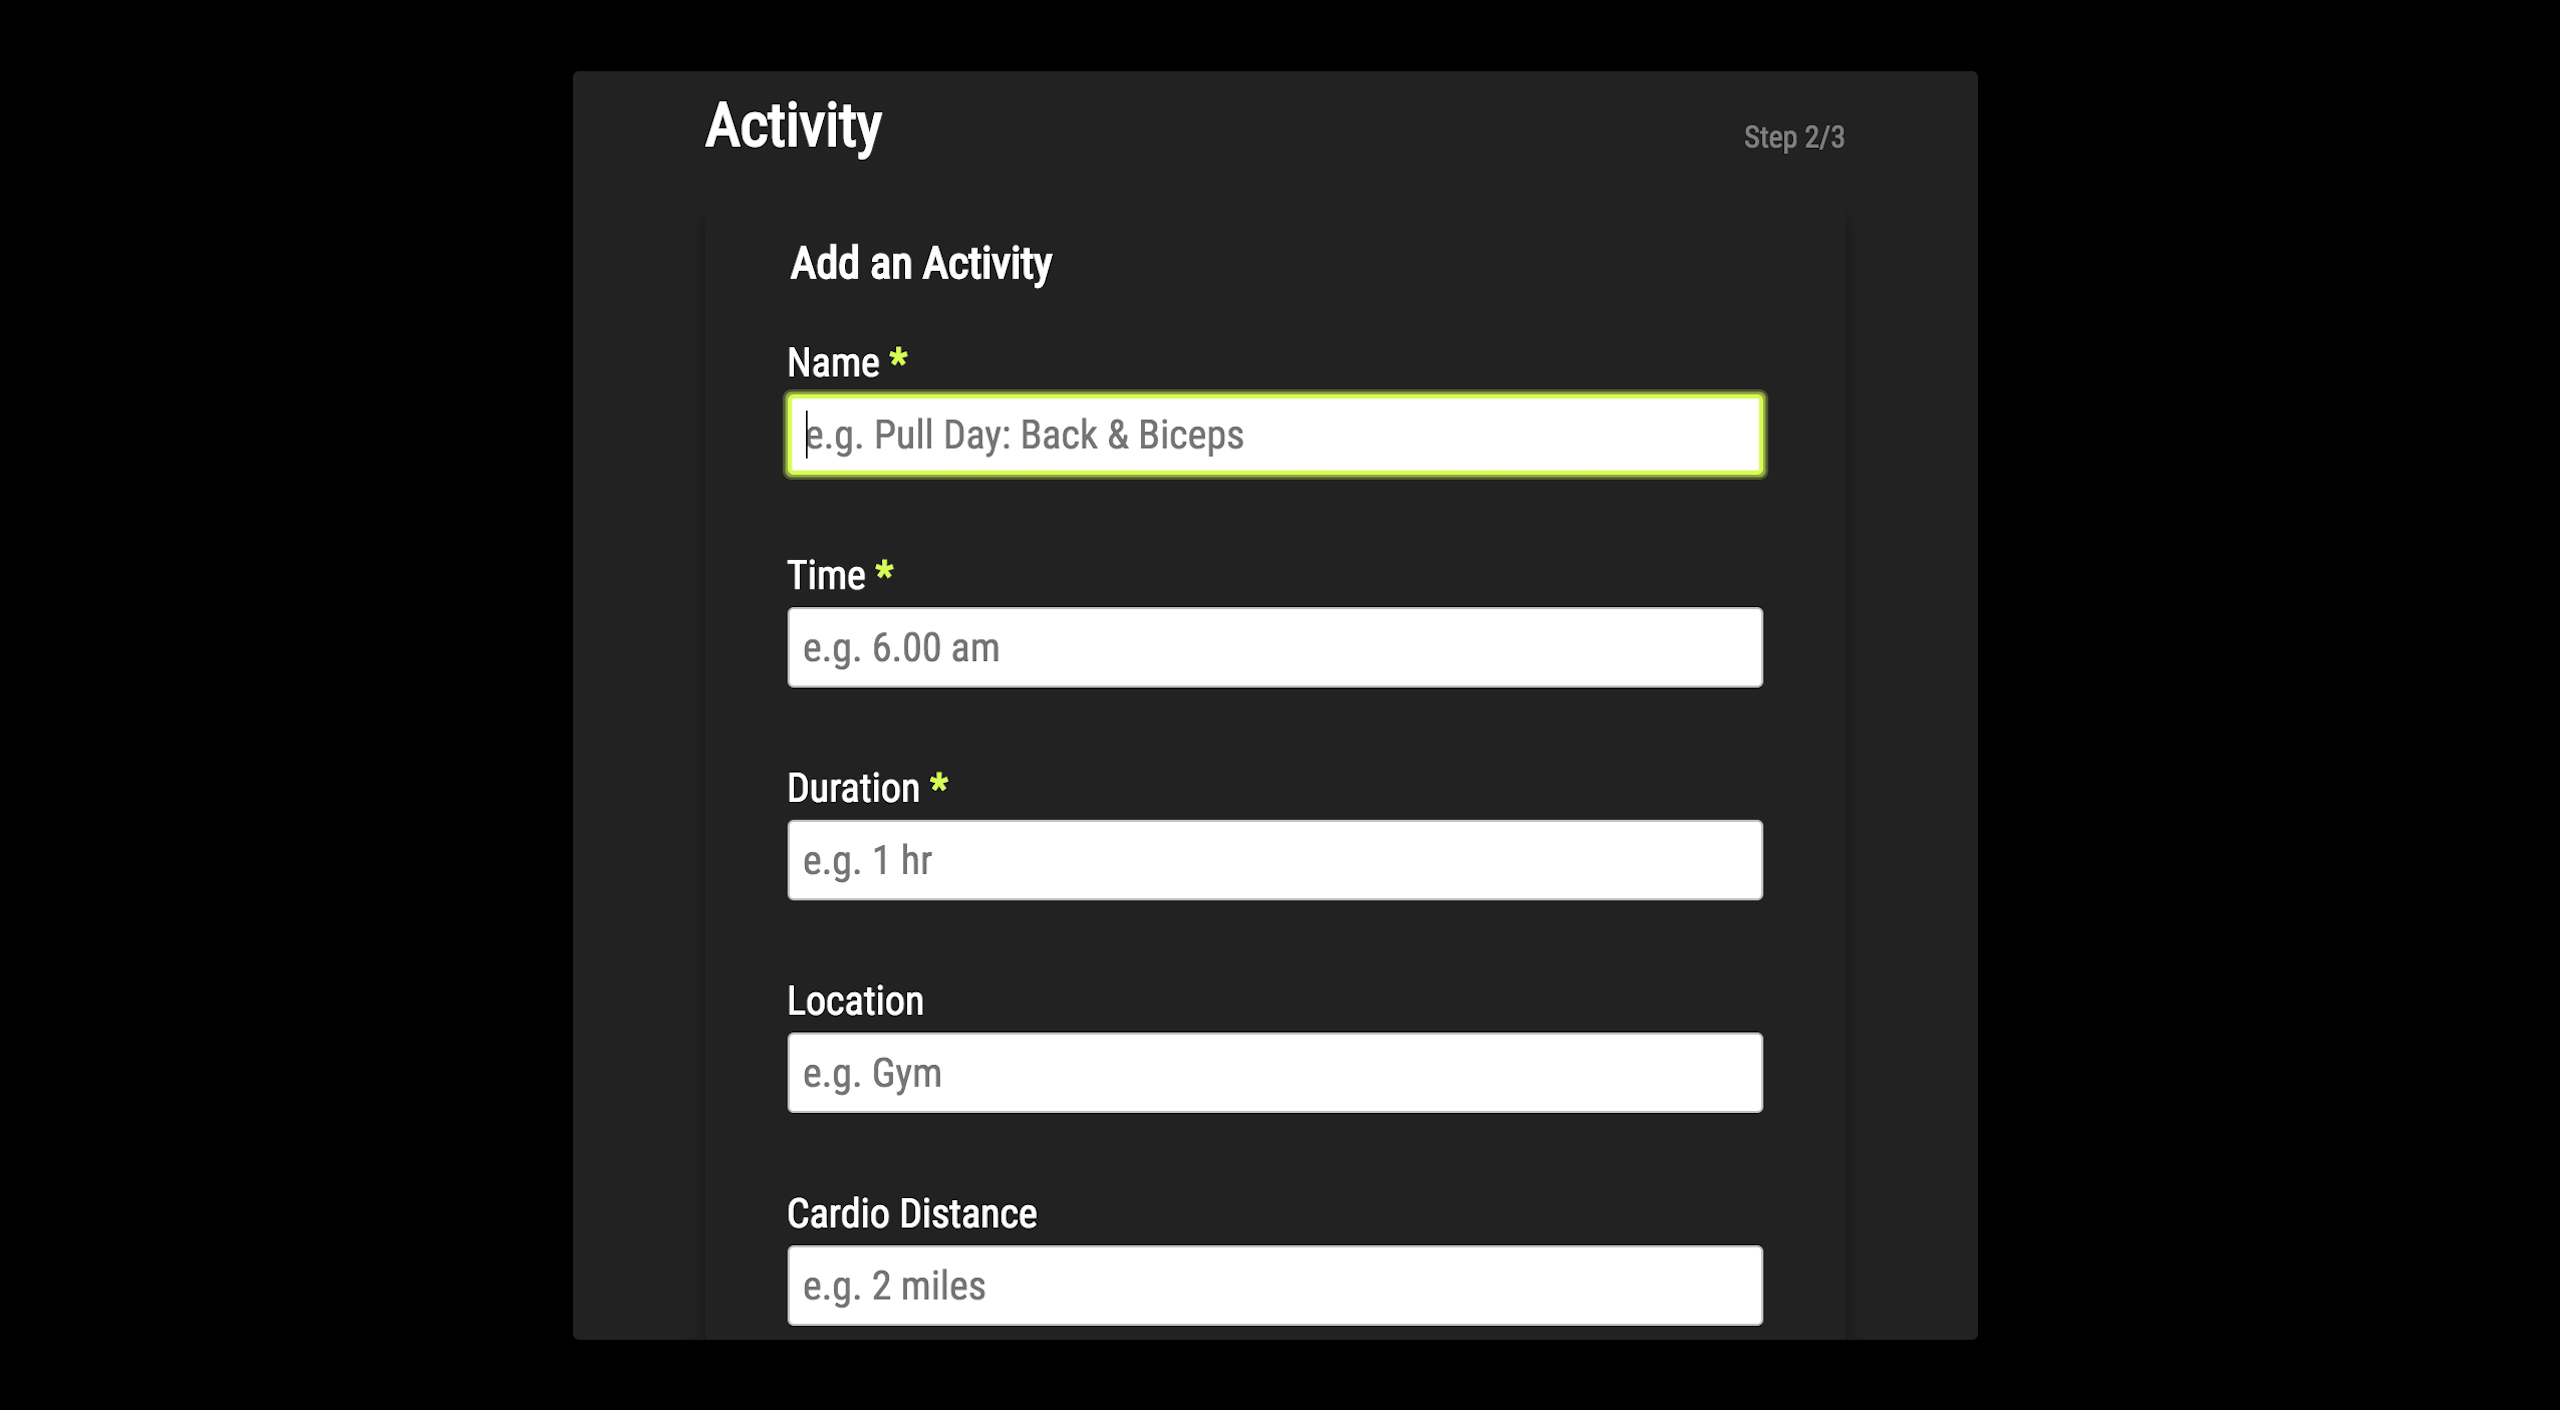 Activity
Step 2/3
Add an Activity
Name *
e.g. Pull Day: Back & Biceps
Time *
e.g. 6.00 am
Duration *
e.g. 1 hr
Location
e.g. Gym
Cardio Distance
e.g. 2 miles